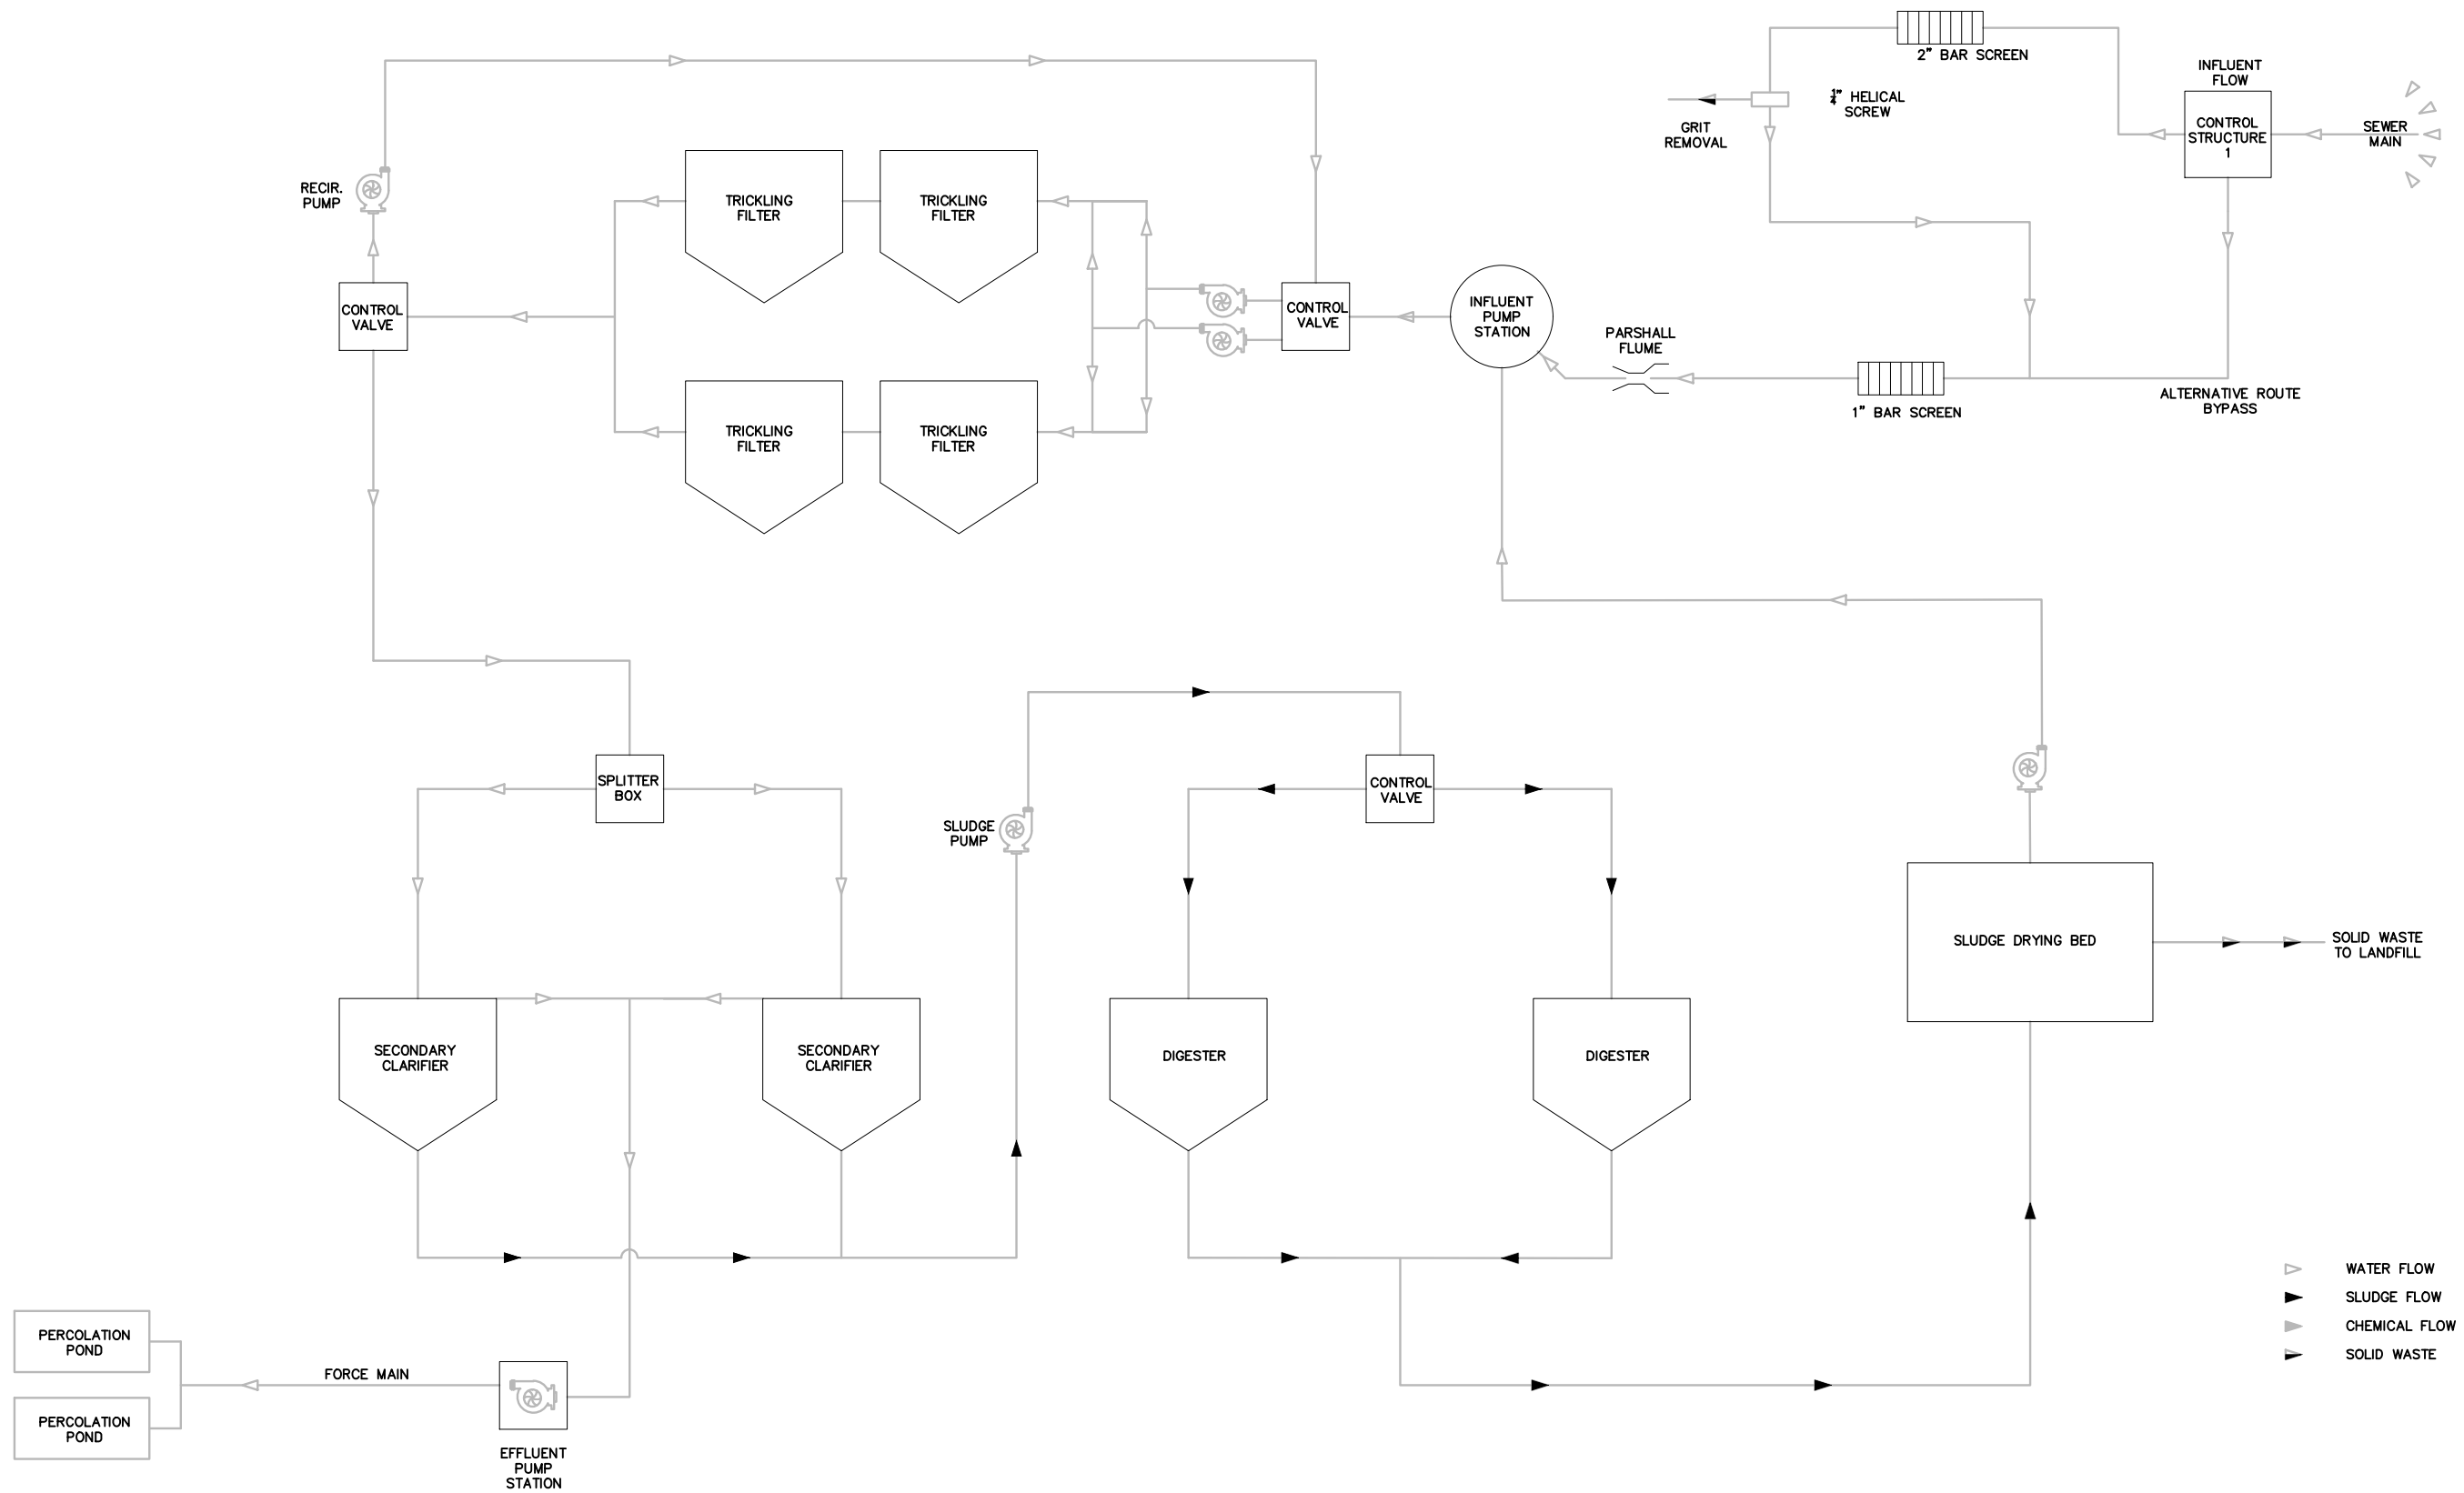 2" BAR SCREEN
INFLUENT
FLOW
CONTROL
STRUCTURE
1
SEWER
MAIN
HELICAL
SCREW
GRIT
REMOVAL
RECIR.
PUMP
TRICKLING
FILTER
TRICKLING
FILTER
CONTROL
VALVE
CONTROL
VALVE
INFLUENT
PUMP
STATION
PARSHALL
FLUME
1" BAR SCREEN
ALTERNATIVE ROUTE
BYPASS
TRICKLING
FILTER
TRICKLING
FILTER
SPLITTER
BOX
SLUDGE
PUMP
CONTROL
VALVE
SLUDGE DRYING BED
SOLID WASTE
TO LANDFILL
SECONDARY
CLARIFIER
SECONDARY
CLARIFIER
DIGESTER
DIGESTER
PERCOLATION
POND
PERCOLATION
POND
FORCE MAIN
EFFLUENT
PUMP
STATION
WATER FLOW
SLUDGE FLOW
CHEMICAL FLOW
SOLID WASTE